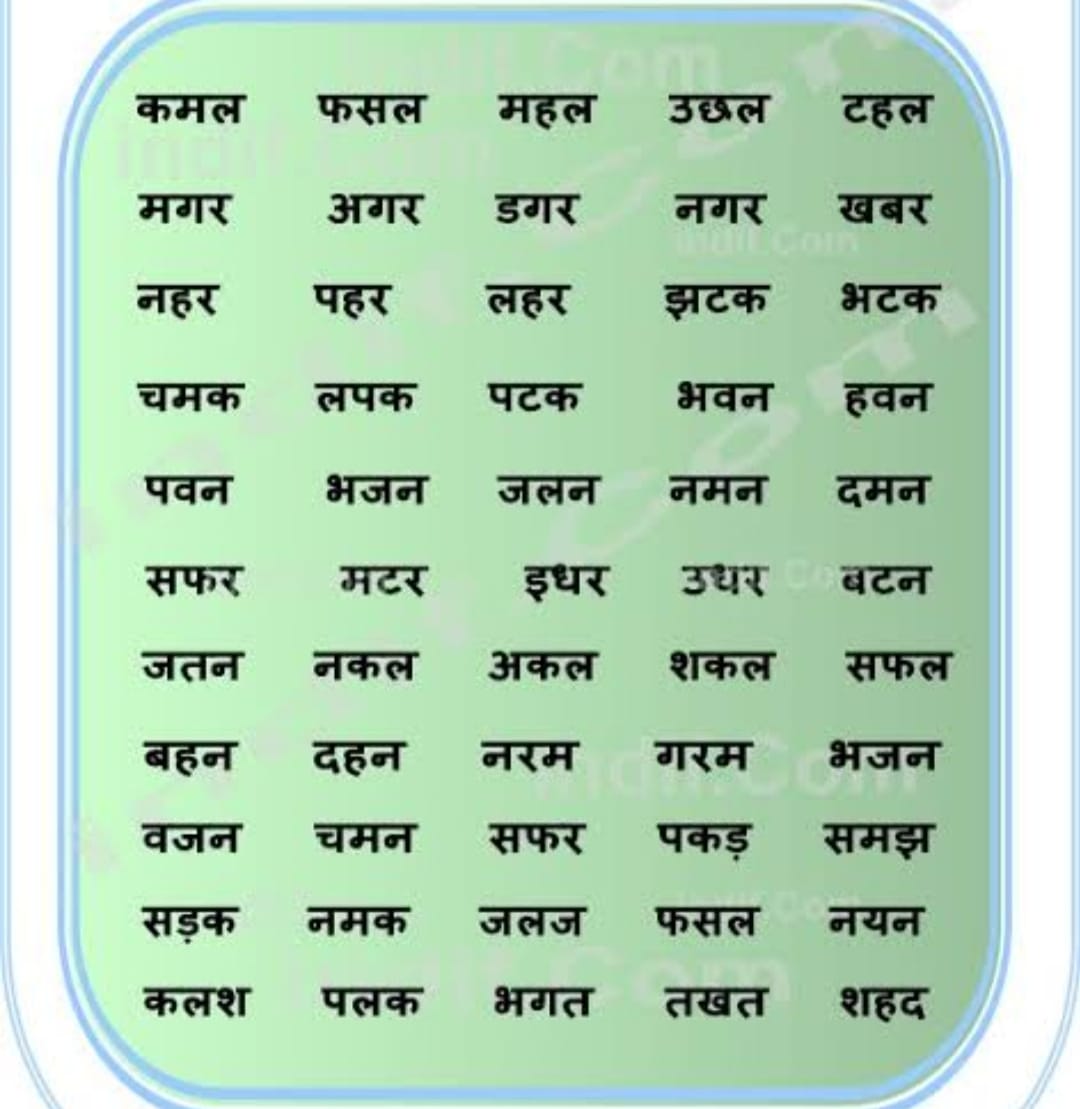 कमल फसल महल उछल टहल
मगर अगर डगर नगर खबर
नहर पहर लहर झटक भटक
चमक लपक पटक भवन हवन
पवन भजन जलन नमन दमन
सफर मटर इधर उधर बटन
जतन नकल अकल शकल सफल
बहन दहन नरम गरम भजन
वजन चमन सफर पकड़ समझ
सड़क नमक जलज फसल नयन
कलश पलक भगत तखत शहद